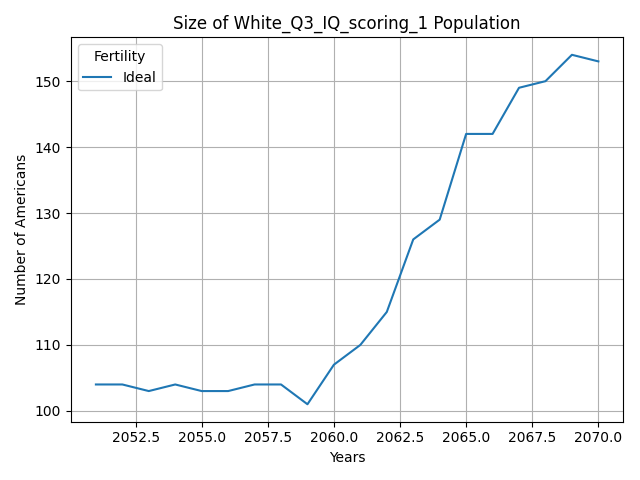 Size of White_Q3_IQ_scoring_1 Population
Fertility
Ideal
Number of Americans
150
140
130
120
110
100
2052.5 2055.0 2057.5 2060.0 2062.5 2065.0 2067.5 2070.0
Years